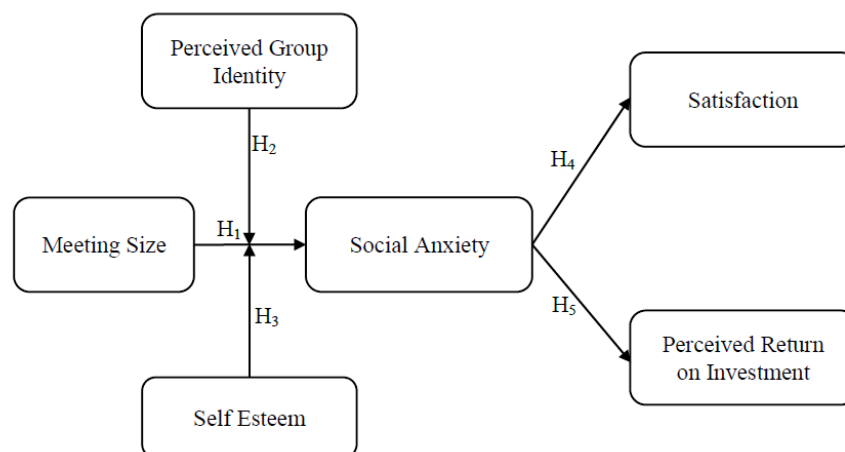 Perceived Group
Identity
Satisfaction
H₂
H₄
Meeting Size
H₁
Social Anxiety
H₃
H₅
Perceived Return
on Investment
Self Esteem